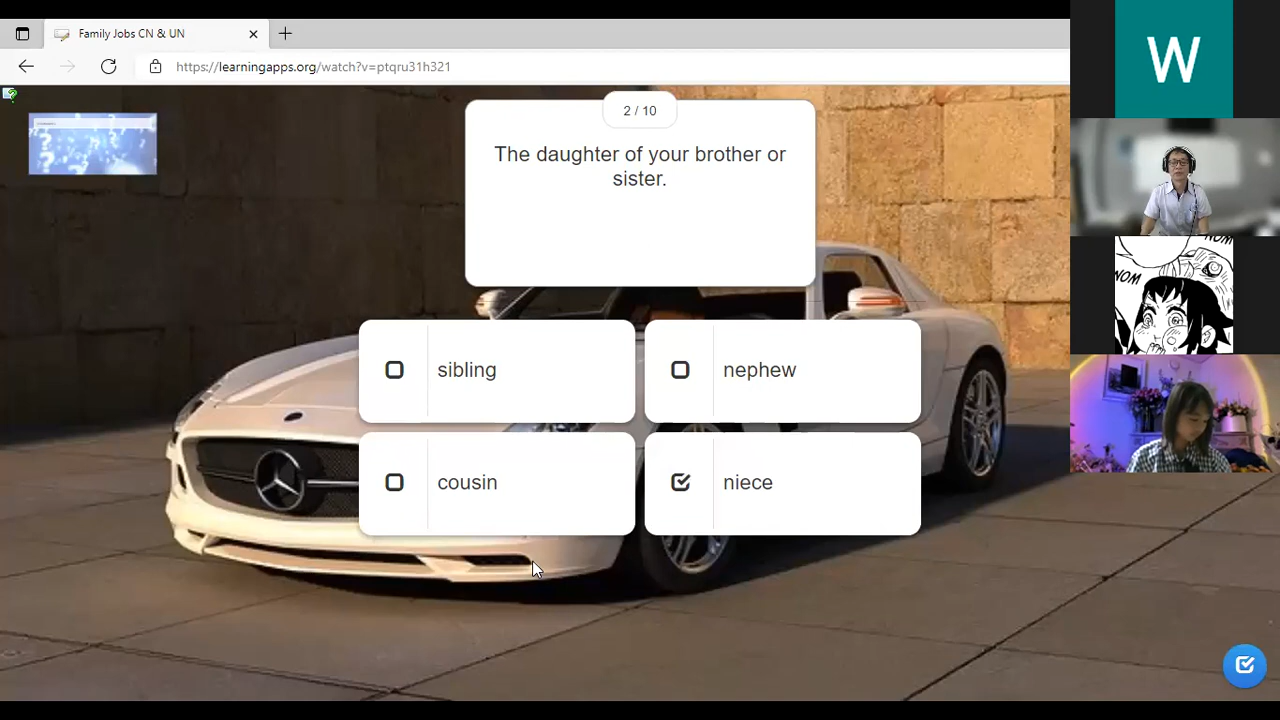 Family Jobs CN & UN
https://learningapps.org/watch?v=ptqru31h321
2 / 10
The daughter of your brother or
sister.
sibling
nephew
cousin
niece
W
NOM
NOM